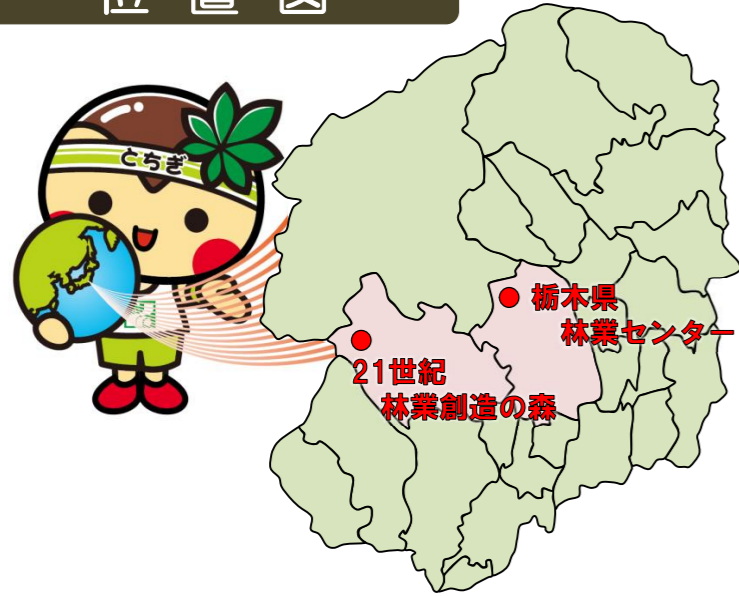 位置図
とちぎ
栃木県
林業センター
21世紀
林業創造の森